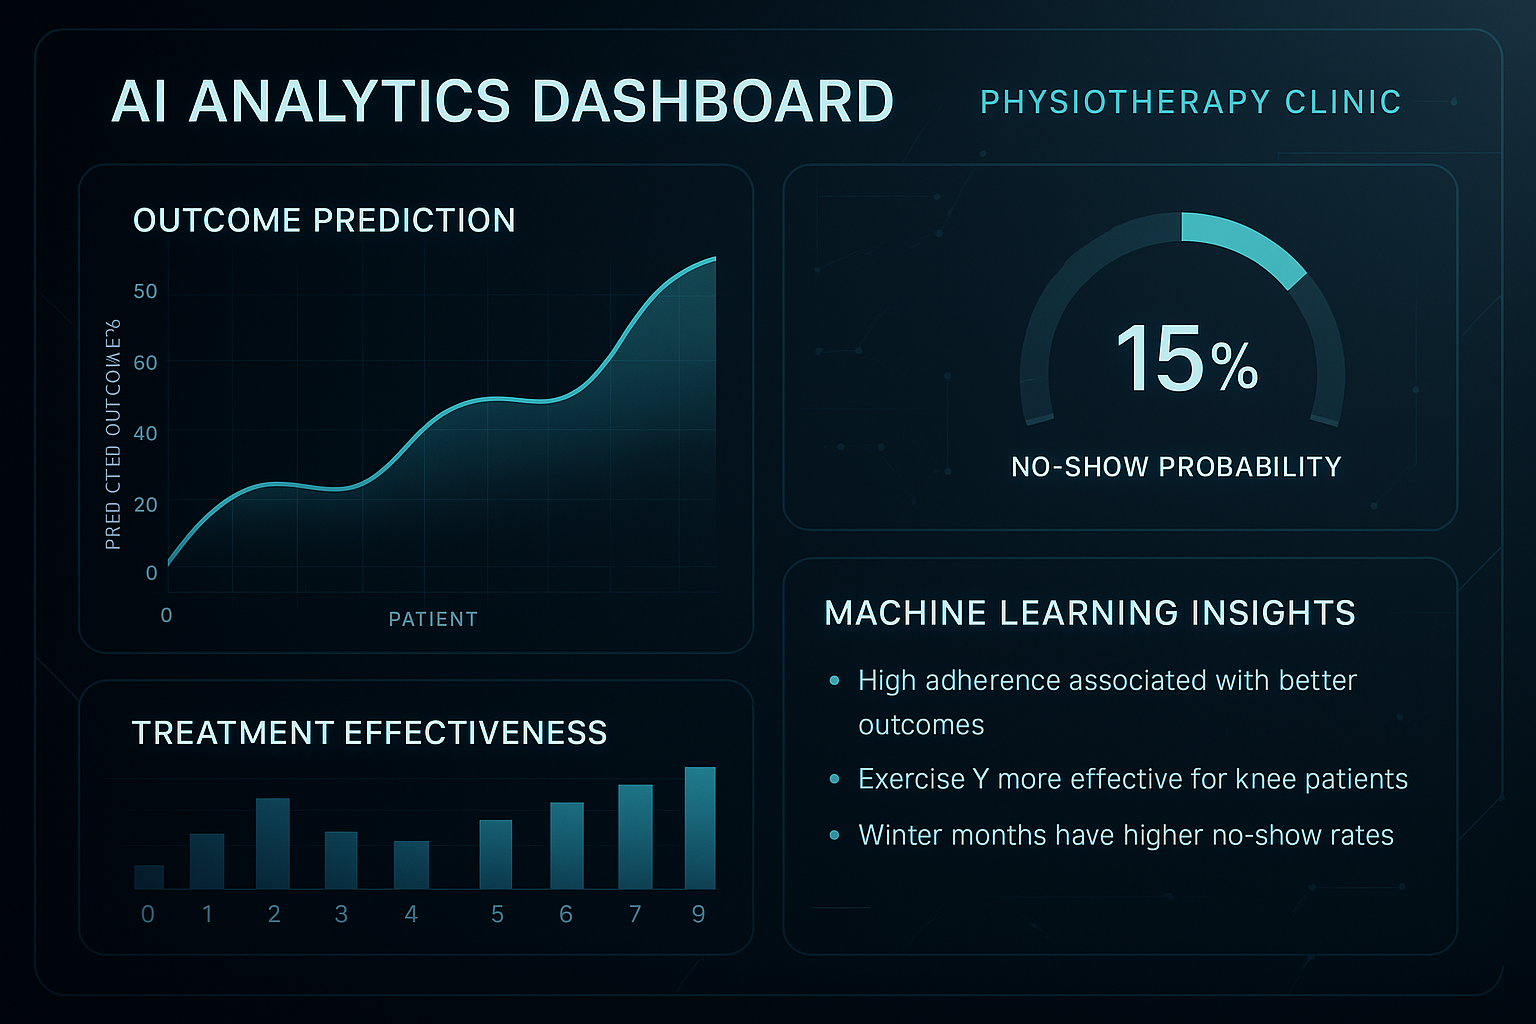 AI ANALYTICS DASHBOARD
PHYSIOTHERAPY CLINIC
OUTCOME PREDICTION
50
60
40
20
0
PRED CTED
0
PATIENT
TREATMENT EFFECTIVENESS
0 1 2 3 4 5 6 7 9
15%
NO-SHOW PROBABILITY
MACHINE LEARNING INSIGHTS
• High adherence associated with better
outcomes
• Exercise Y more effective for knee patients
• Winter months have higher no-show rates